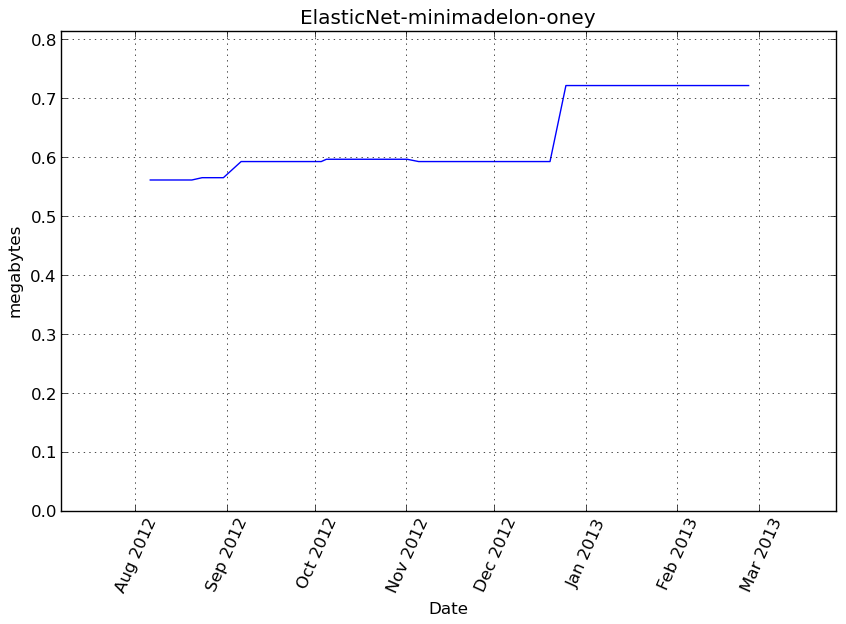 ElasticNet-minimadelon-oney
0.8
0.7
0.6
0.5
0.4
0.3
0.2
0.1
0.0
megabytes
Aug 2012
Sep 2012
Oct 2012
Nov 2012
Dec 2012
Jan 2013
Feb 2013
Mar 2013
Date